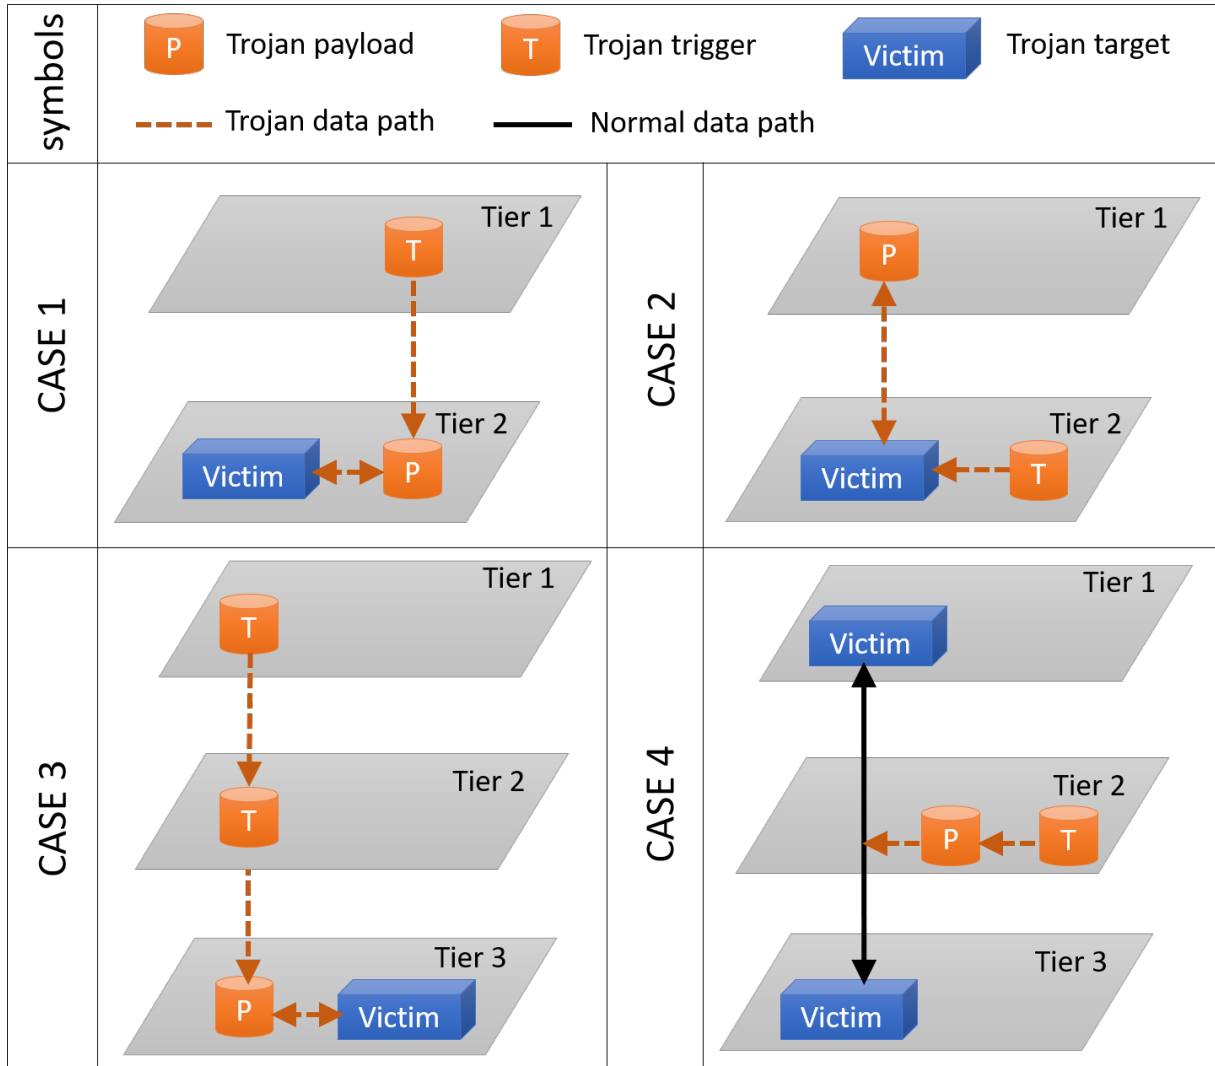 symbols
P Trojan payload
T Trojan trigger
Victim Trojan target
Trojan data path
Normal data path
CASE 1
Tier 1
T
Tier 2
Victim
P
CASE 2
Tier 1
P
Tier 2
Victim
T
CASE 3
Tier 1
T
Tier 2
T
Tier 3
P
Victim
CASE 4
Tier 1
Victim
Tier 2
P
T
Tier 3
Victim